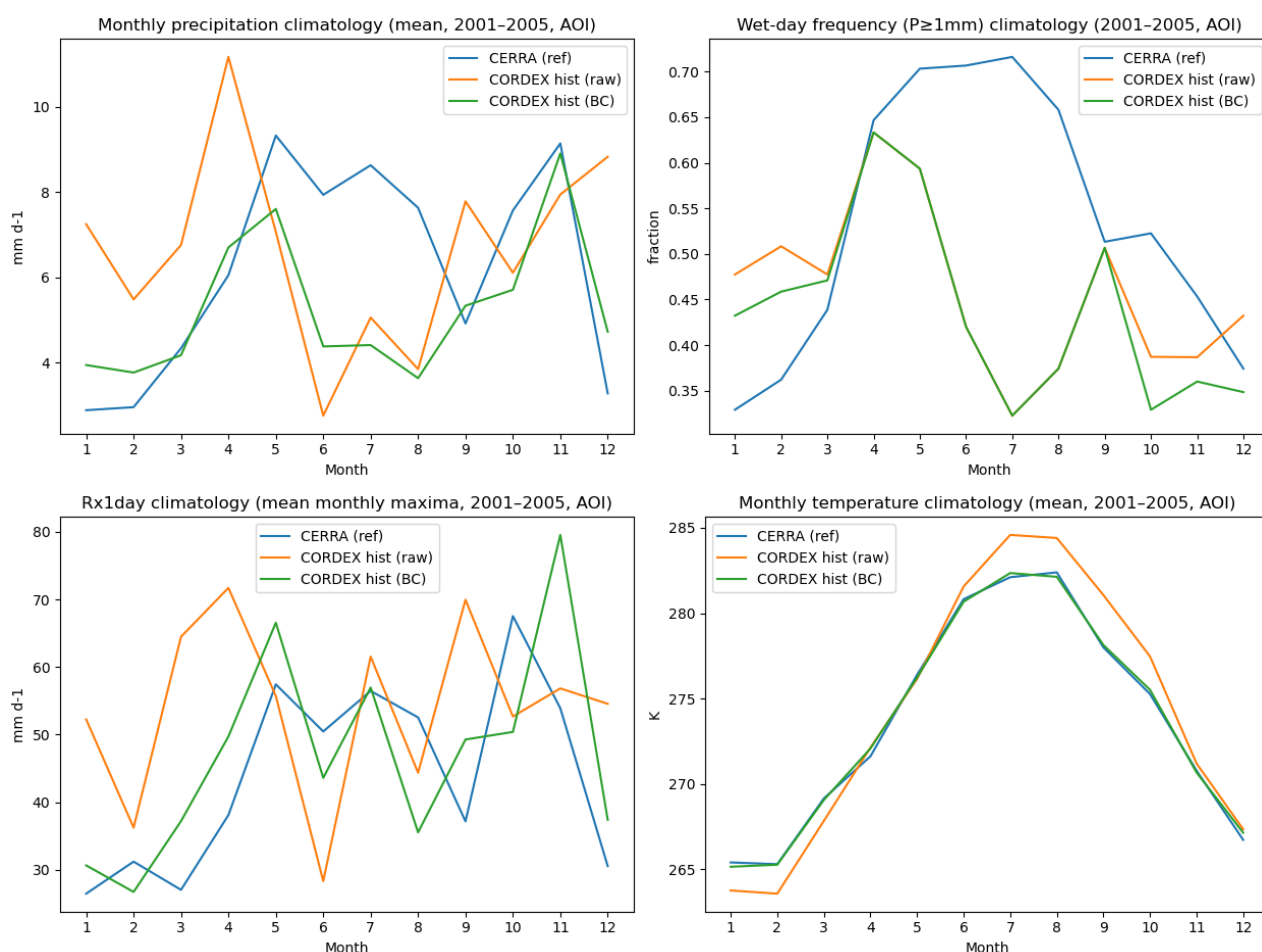 Monthly precipitation climatology (mean, 2001–2005, AOI)
mm d-1
10
8
6
4
CERRA (ref)
CORDEX hist (raw)
CORDEX hist (BC)
1 2 3 4 5 6 7 8 9 10 11 12
Month
Wet-day frequency (P≥1mm) climatology (2001–2005, AOI)
fraction
0.70
0.65
0.60
0.55
0.50
0.45
0.40
0.35
CERRA (ref)
CORDEX hist (raw)
CORDEX hist (BC)
1 2 3 4 5 6 7 8 9 10 11 12
Month
Rx1day climatology (mean monthly maxima, 2001–2005, AOI)
mm d-1
80
70
60
50
40
30
CERRA (ref)
CORDEX hist (raw)
CORDEX hist (BC)
1 2 3 4 5 6 7 8 9 10 11 12
Month
Monthly temperature climatology (mean, 2001–2005, AOI)
K
285
280
275
270
265
CERRA (ref)
CORDEX hist (raw)
CORDEX hist (BC)
1 2 3 4 5 6 7 8 9 10 11 12
Month